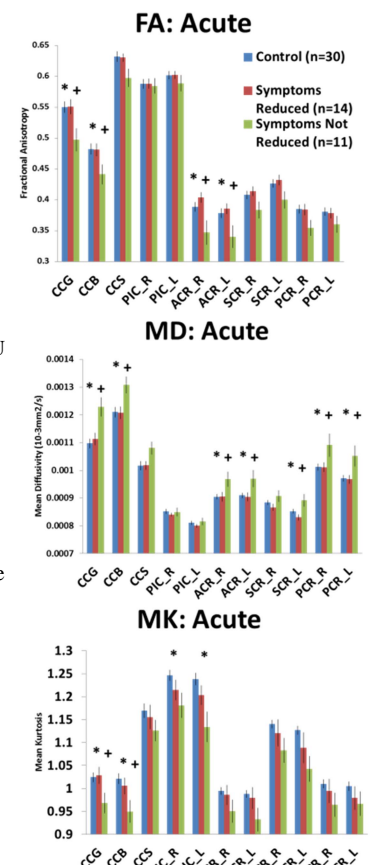 FA: Acute
0.65
0.6
0.55
0.5
0.45
0.4
0.35
0.3
Fractional Anisotropy
Control (n=30)
Symptoms
Reduced (n=14)
Symptoms Not
Reduced (n=11)
* +
* +
* +
* +
CCG
CCB
CCS
PIC_R
PIC_L
ACR_R
ACR_L
SCR_R
SCR_L
PCR_R
PCR_L
U
MD: Acute
0.0014
0.0013
0.0012
0.0011
0.001
0.0009
0.0008
0.0007
Mean Diffusivity (10-3mm2/s)
* +
* +
* +
* +
* +
* +
* +
CCG
CCB
CCS
PIC_R
PIC_L
ACR_R
ACR_L
SCR_R
SCR_L
PCR_R
PCR_L
e
MK: Acute
1.3
1.25
1.2
1.15
1.1
1.05
1
0.95
0.9
Mean Kurtosis
* +
* +
*
*
CCG
CCB
CCS